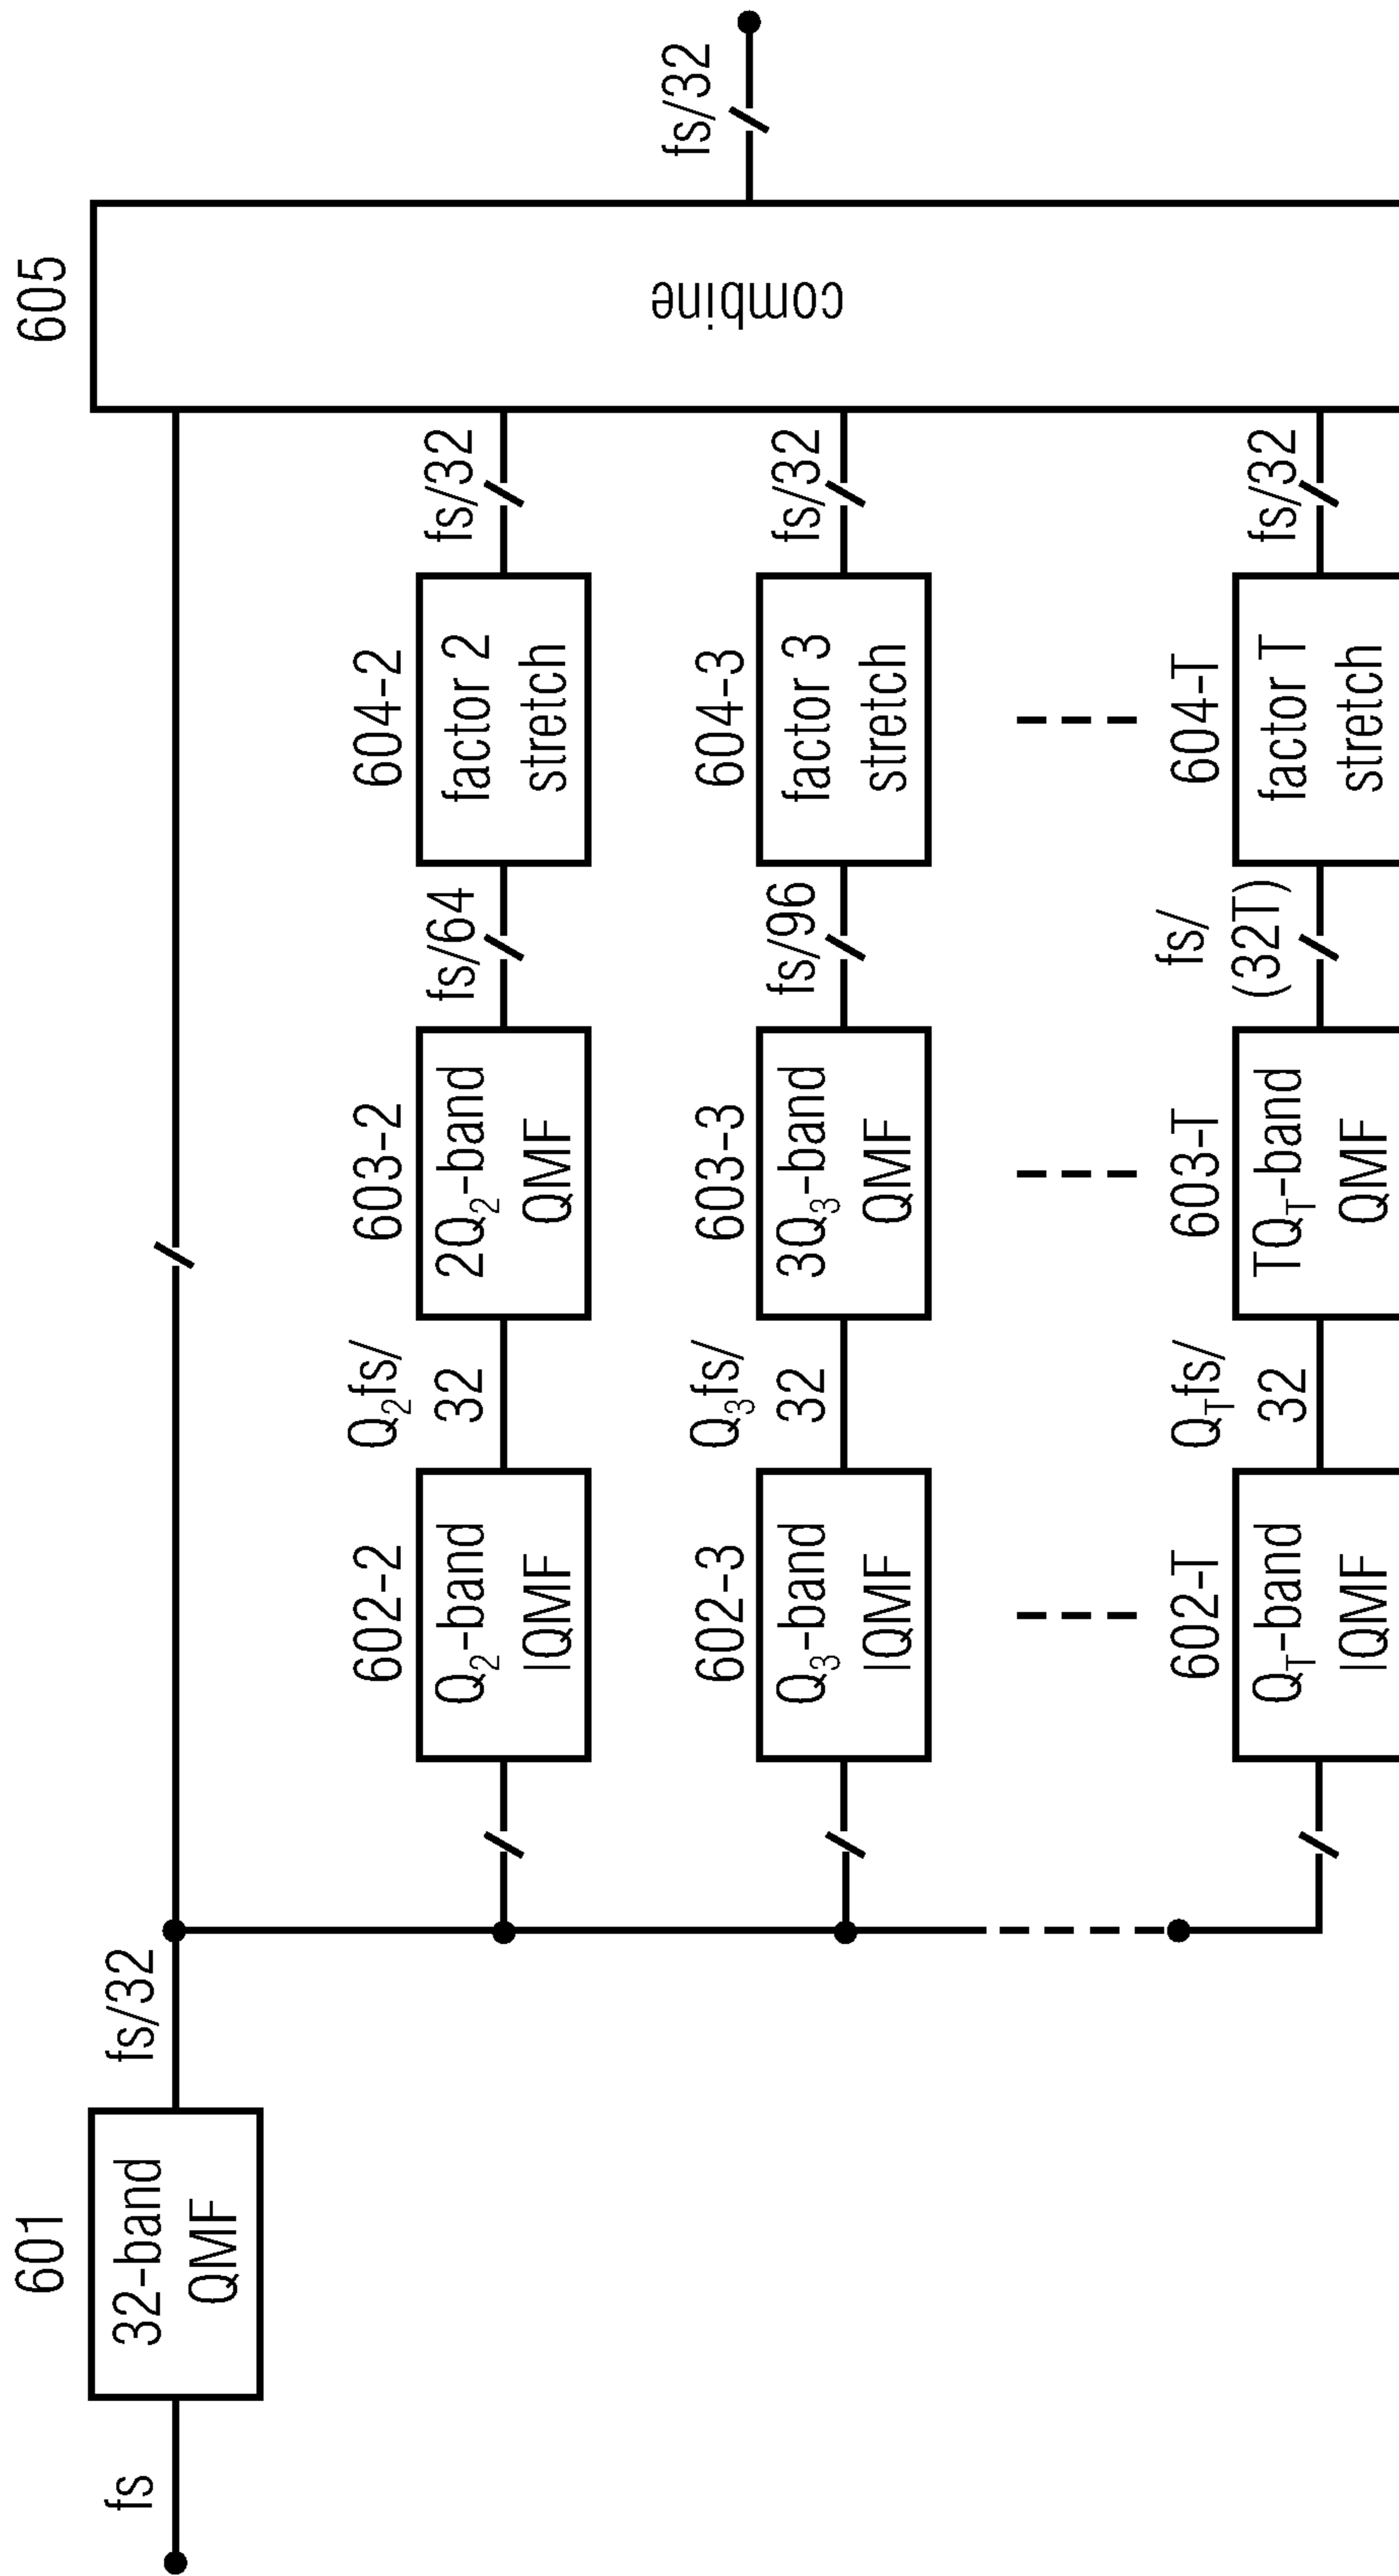 601
605
fs
32-band
QMF
fs/32
combine
fs/32
602-2
Q₂-band
IQMF
Q₂fs/
32
603-2
2Q₂-band
QMF
fs/64
604-2
factor 2
stretch
fs/32
602-3
Q₃-band
IQMF
Q₃fs/
32
603-3
3Q₃-band
QMF
fs/96
604-3
factor 3
stretch
fs/32
602-T
Q_T-band
IQMF
Q_Tfs/
32
603-T
TQ_T-band
QMF
fs/
(32T)
604-T
factor T
stretch
fs/32